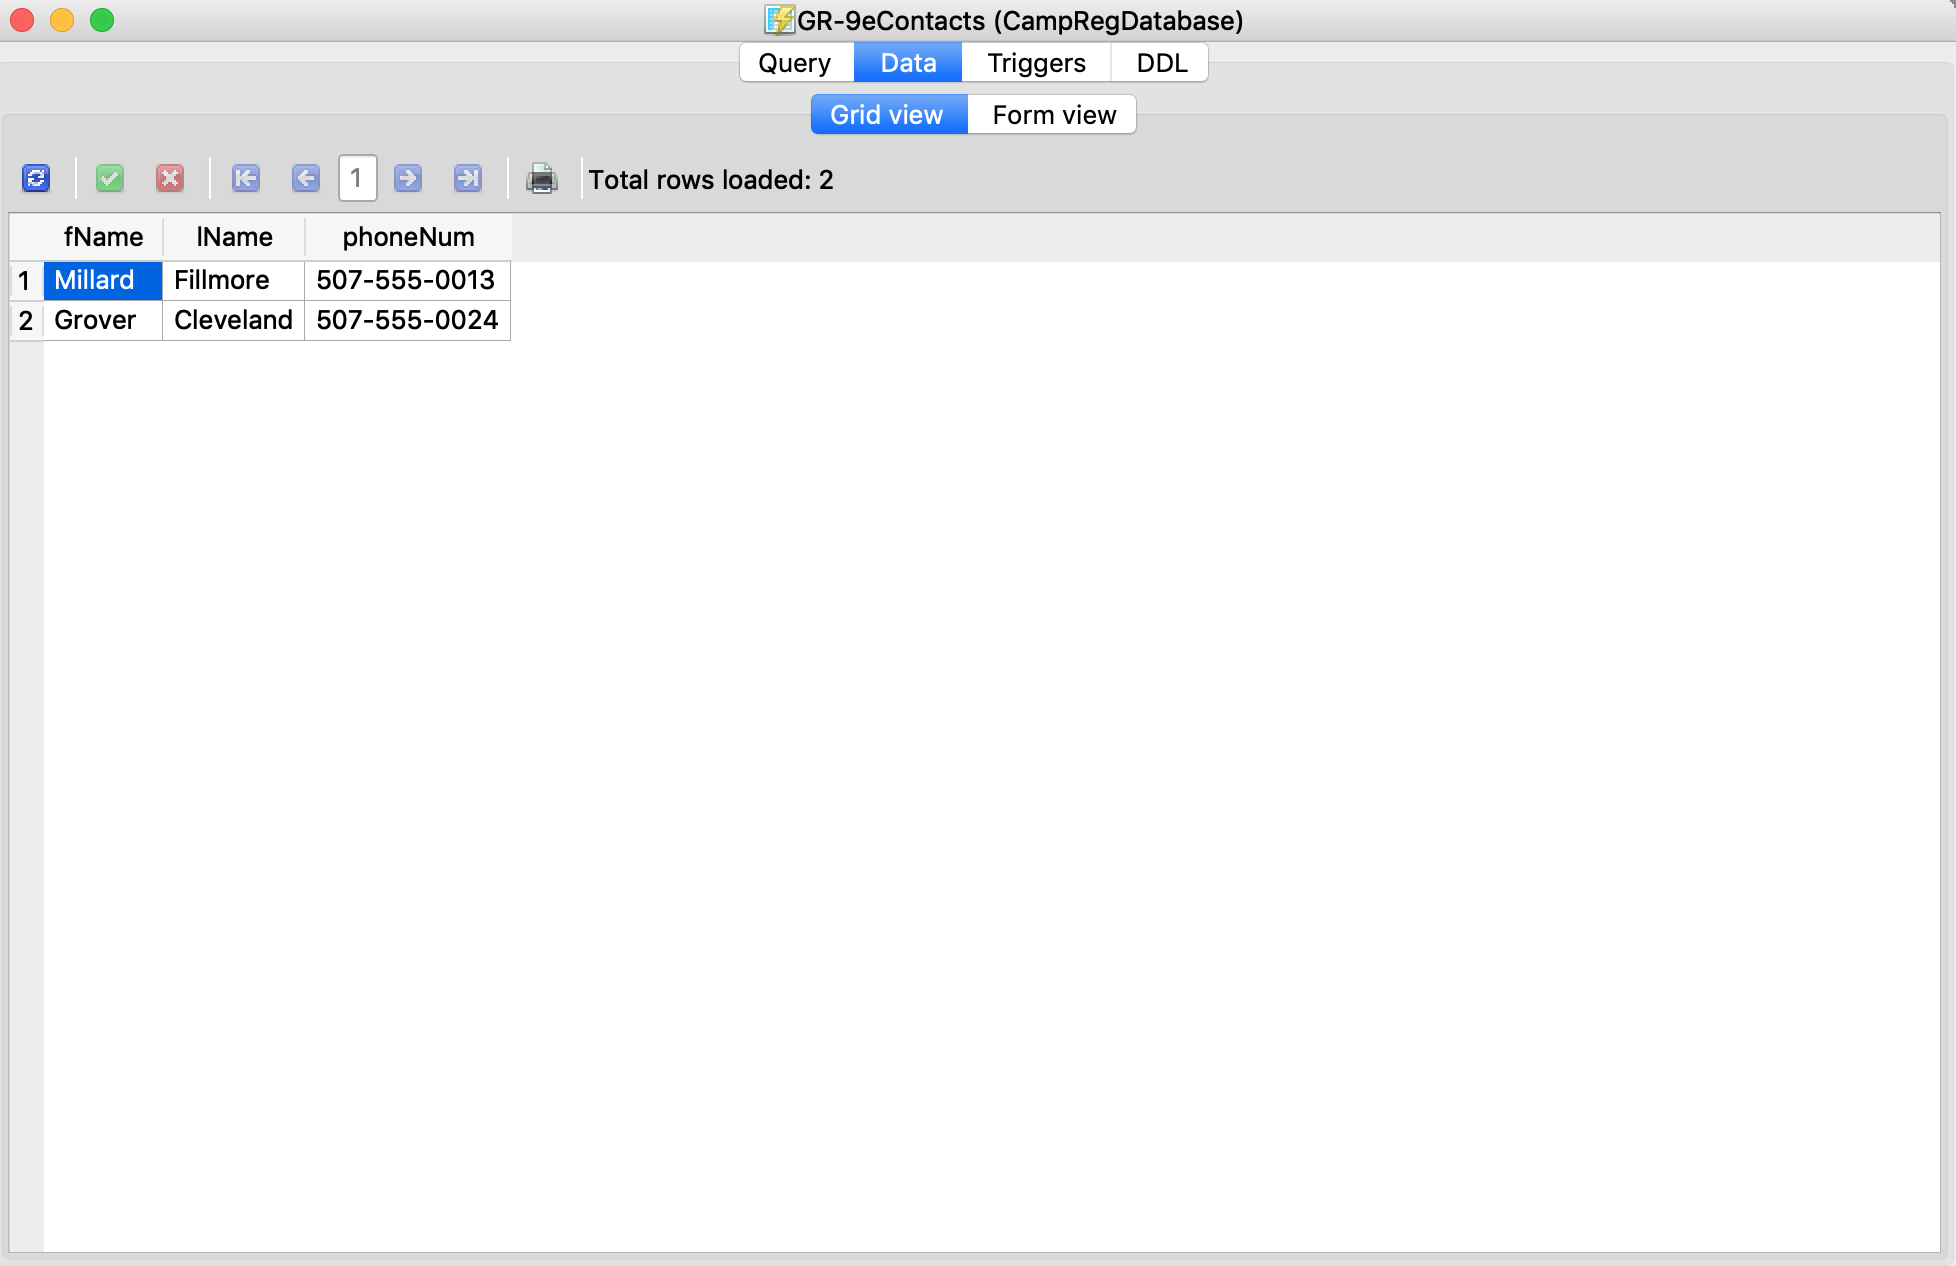 GR-9eContacts (CampRegDatabase)
Query Data Triggers DDL
Grid view Form view
1 Total rows loaded: 2
fName lName phoneNum
1 Millard Fillmore 507-555-0013
2 Grover Cleveland 507-555-0024